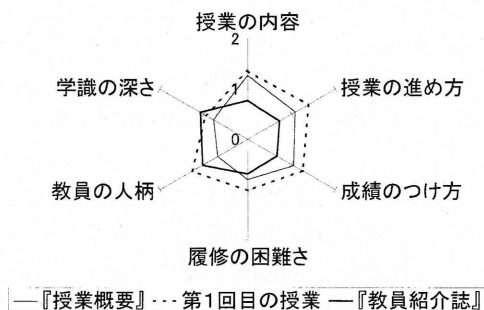 授業の内容
2
学識の深さ 1 授業の進め方
0
教員の人柄 成績のつけ方
履修の困難さ
―『授業概要』 --- 第1回目の授業 ―『教員紹介誌』